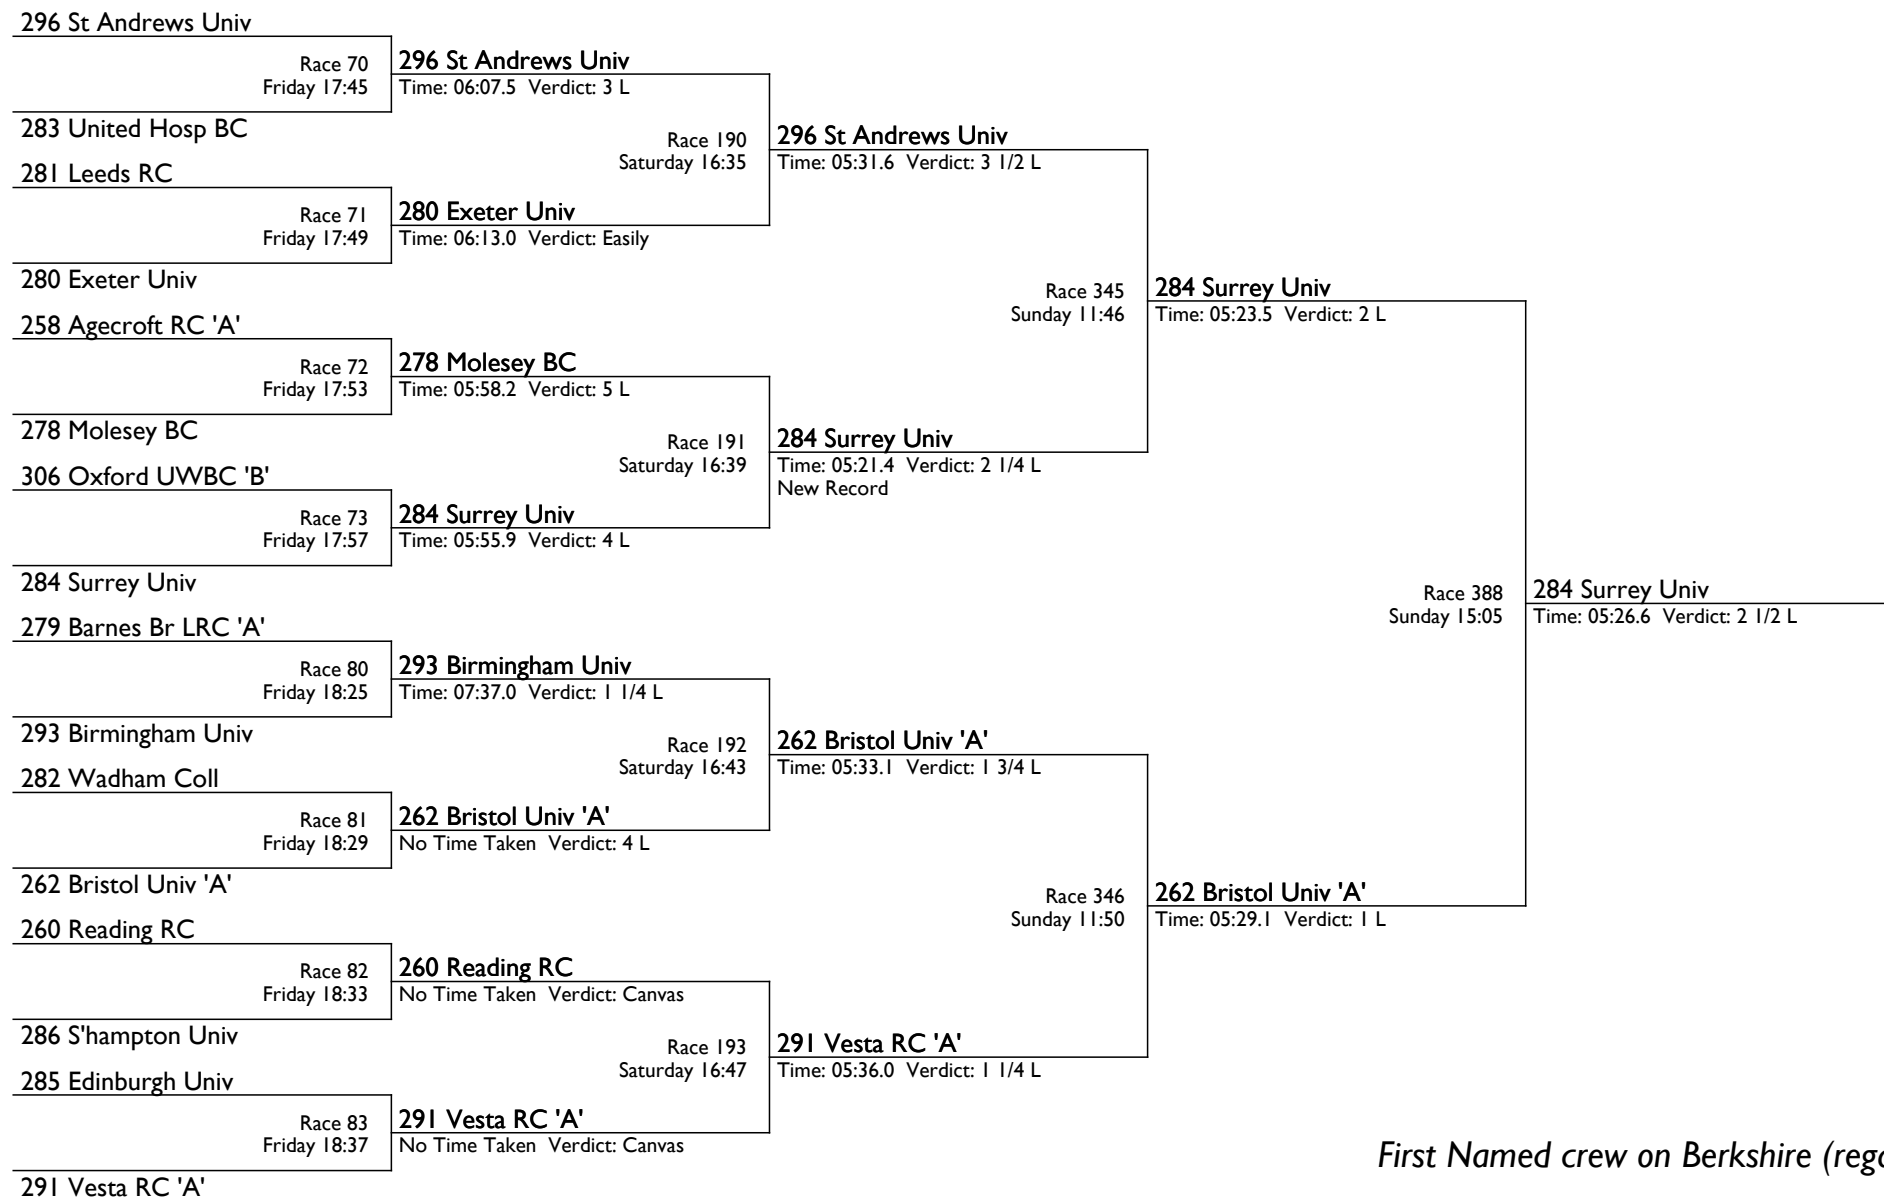 296 St Andrews Univ
Race 70
Friday 17:45
296 St Andrews Univ
Time: 06:07.5 Verdict: 3 L
283 United Hosp BC
Race 190
Saturday 16:35
296 St Andrews Univ
Time: 05:31.6 Verdict: 3 1/2 L
281 Leeds RC
Race 71
Friday 17:49
280 Exeter Univ
Time: 06:13.0 Verdict: Easily
280 Exeter Univ
Race 345
Sunday 11:46
284 Surrey Univ
Time: 05:23.5 Verdict: 2 L
258 Agecroft RC 'A'
Race 72
Friday 17:53
278 Molesey BC
Time: 05:58.2 Verdict: 5 L
278 Molesey BC
Race 191
Saturday 16:39
284 Surrey Univ
Time: 05:21.4 Verdict: 2 1/4 L
New Record
306 Oxford UWBC 'B'
Race 73
Friday 17:57
284 Surrey Univ
Time: 05:55.9 Verdict: 4 L
284 Surrey Univ
Race 388
Sunday 15:05
284 Surrey Univ
Time: 05:26.6 Verdict: 2 1/2 L
279 Barnes Br LRC 'A'
Race 80
Friday 18:25
293 Birmingham Univ
Time: 07:37.0 Verdict: 1 1/4 L
293 Birmingham Univ
Race 192
Saturday 16:43
262 Bristol Univ 'A'
Time: 05:33.1 Verdict: 1 3/4 L
282 Wadham Coll
Race 81
Friday 18:29
262 Bristol Univ 'A'
No Time Taken Verdict: 4 L
262 Bristol Univ 'A'
Race 346
Sunday 11:50
262 Bristol Univ 'A'
Time: 05:29.1 Verdict: 1 L
260 Reading RC
Race 82
Friday 18:33
260 Reading RC
No Time Taken Verdict: Canvas
286 S'hampton Univ
Race 193
Saturday 16:47
291 Vesta RC 'A'
Time: 05:36.0 Verdict: 1 1/4 L
285 Edinburgh Univ
Race 83
Friday 18:37
291 Vesta RC 'A'
No Time Taken Verdict: Canvas
291 Vesta RC 'A'
First Named crew on Berkshire